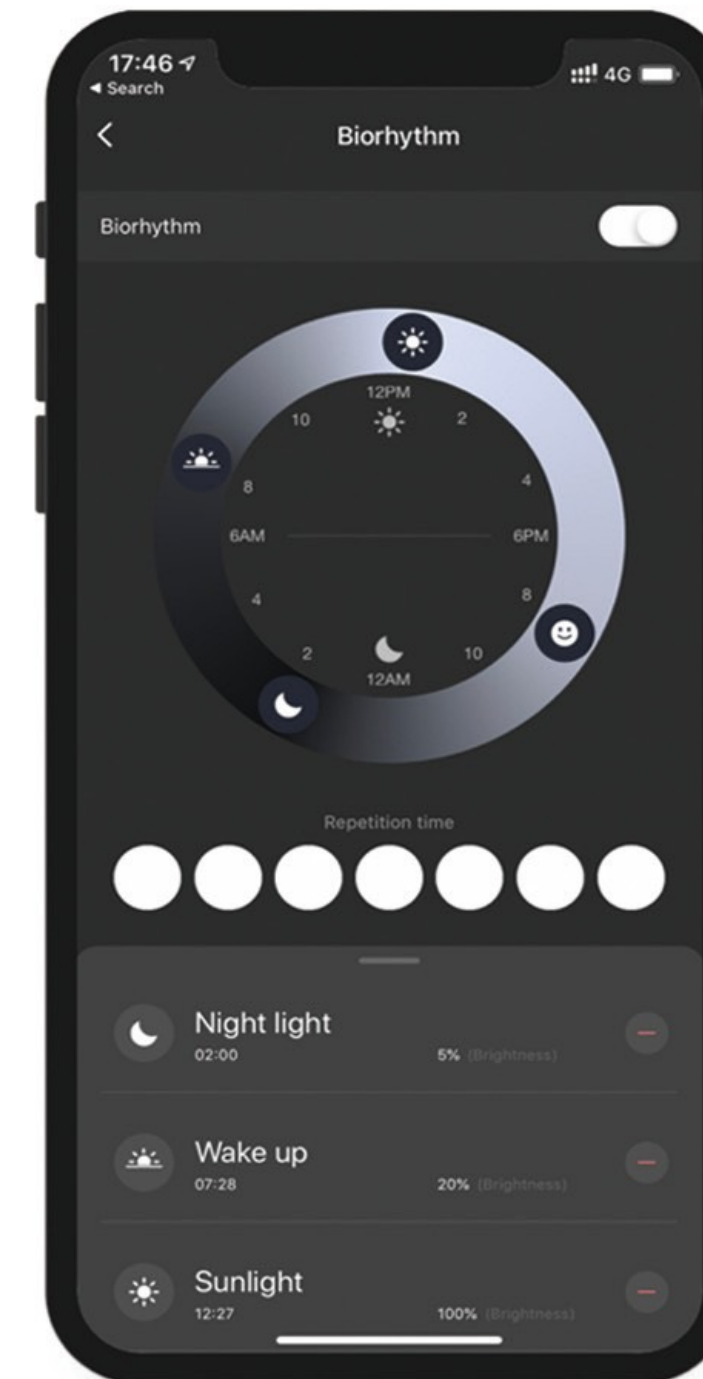 17:46
4G
◀ Search
Biorhythm
Biorhythm
12PM
10
2
8
4
6AM
6PM
4
8
2
10
12AM
Repetition time
Night light
02:00
5% (Brightness)
Wake up
07:28
20% (Brightness)
Sunlight
12:27
100% (Brightness)